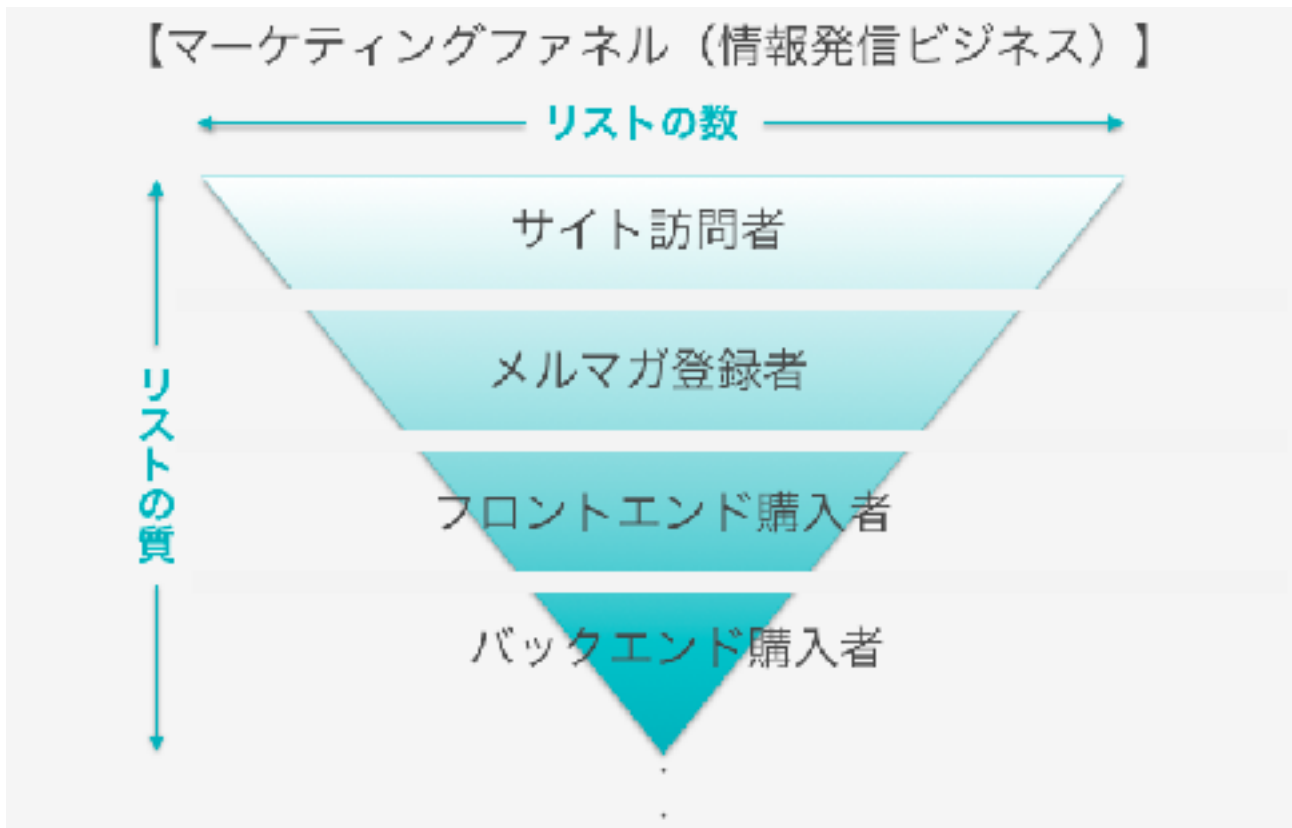 【マーケティングファネル（情報発信ビジネス）】
リストの数
サイト訪問者
メルマガ登録者
リストの質
フロントエンド購入者
バックエンド購入者